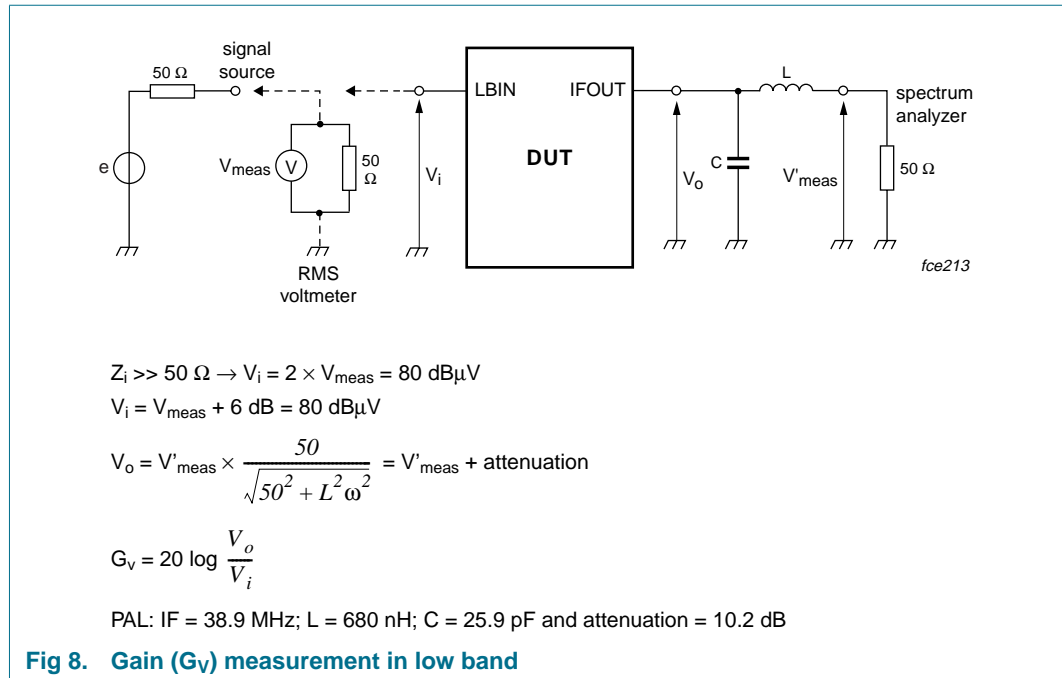 signal
source
50 Ω
LBIN
IFOUT
DUT
L
spectrum
analyzer
e
Vmeas
V
50
Ω
Vi
Vo
C
V'meas
50 Ω
RMS
voltmeter
fce213
Zi >> 50 Ω → Vi = 2 × Vmeas = 80 dBμV
Vi = Vmeas + 6 dB = 80 dBμV
Vo = V'meas × 50 / √(50² + L²ω²) = V'meas + attenuation
Gv = 20 log Vo / Vi
PAL: IF = 38.9 MHz; L = 680 nH; C = 25.9 pF and attenuation = 10.2 dB
Fig 8. Gain (GV) measurement in low band